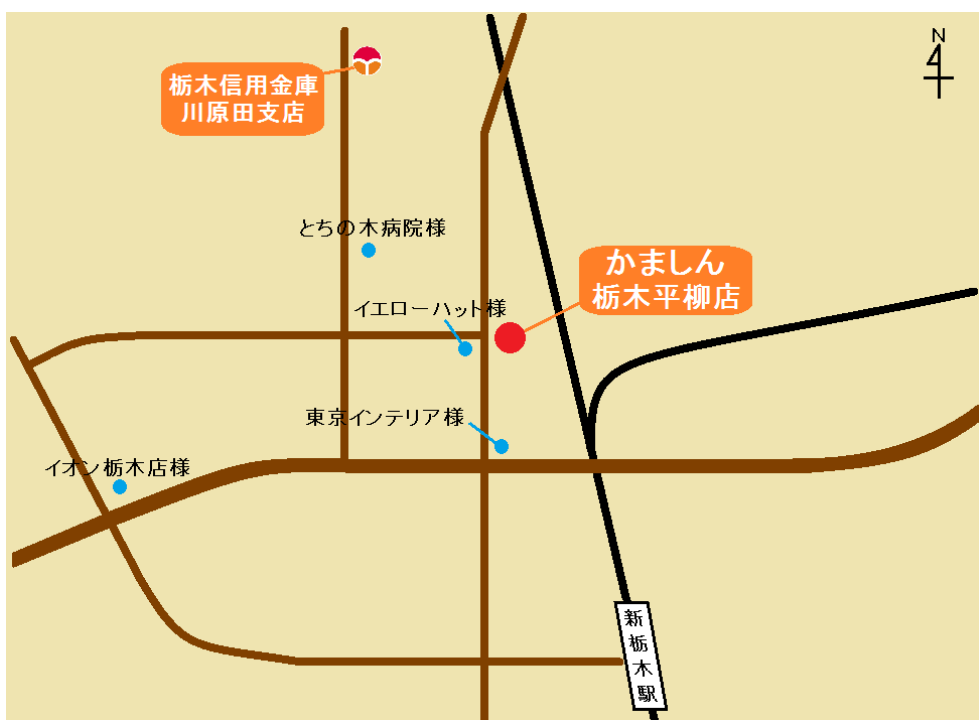 N
栃木信用金庫
川原田支店
とちの木病院様
かましん
栃木平柳店
イエローハット様
東京インテリア様
イオン栃木店様
新栃木駅